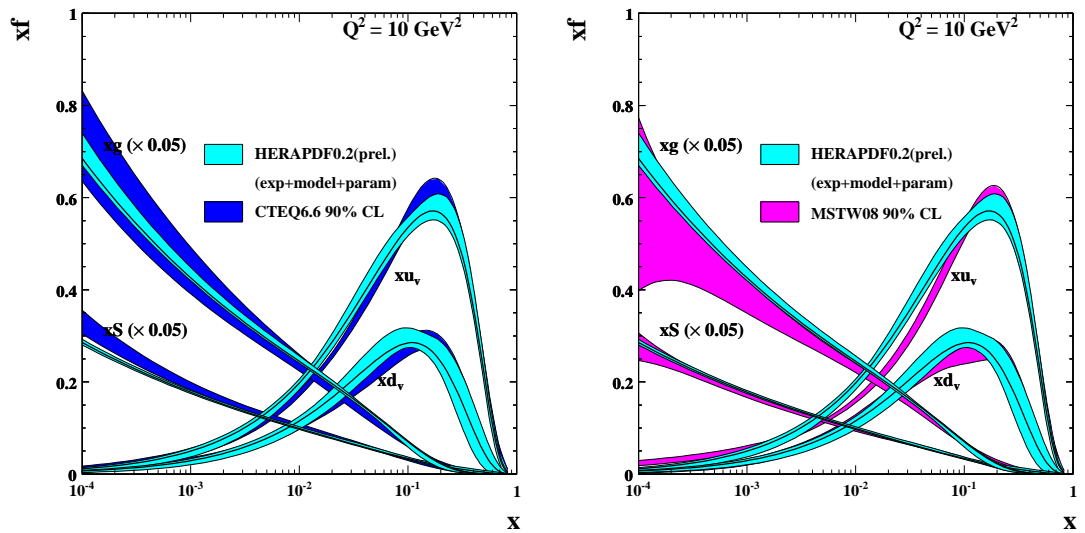 xf
1
0.8
0.6
0.4
0.2
0
Q² = 10 GeV²
xg (× 0.05)
HERAPDF0.2(prel.)
(exp+model+param)
CTEQ6.6 90% CL
xuᵥ
xS (× 0.05)
xdᵥ
10⁻⁴ 10⁻³ 10⁻² 10⁻¹ 1
x
xf
1
0.8
0.6
0.4
0.2
0
Q² = 10 GeV²
xg (× 0.05)
HERAPDF0.2(prel.)
(exp+model+param)
MSTW08 90% CL
xuᵥ
xS (× 0.05)
xdᵥ
10⁻⁴ 10⁻³ 10⁻² 10⁻¹ 1
x